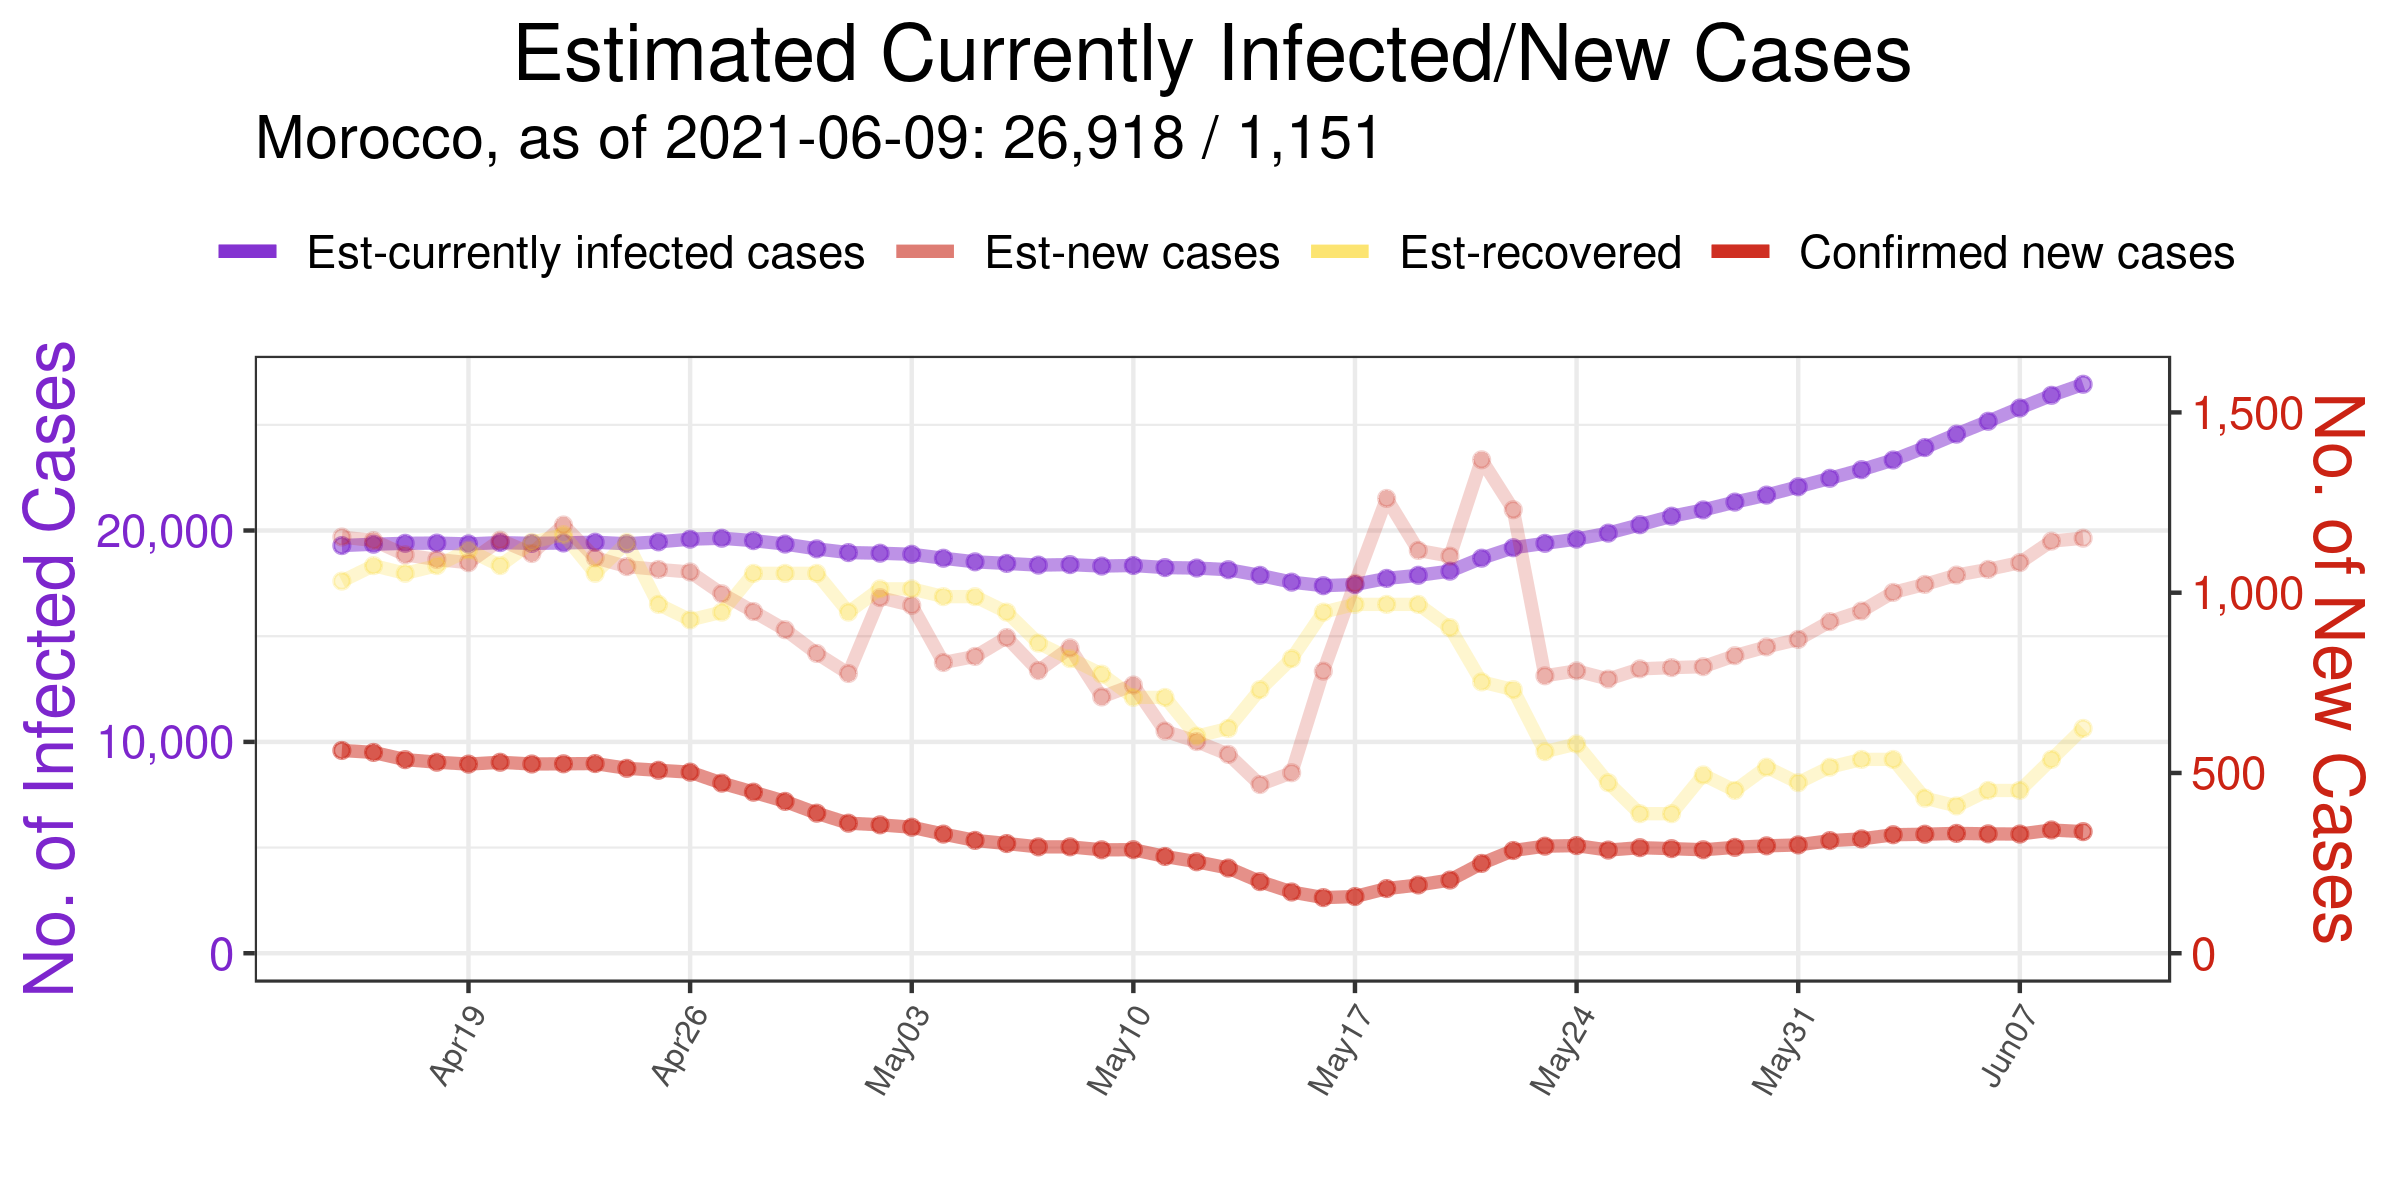 Estimated Currently Infected/New Cases
Morocco, as of 2021-06-09: 26,918 / 1,151
Est-currently infected cases Est-new cases Est-recovered Confirmed new cases
No. of Infected Cases
20,000
10,000
0
1,500
1,000
500
0
No. of New Cases
Apr19 Apr26 May03 May10 May17 May24 May31 Jun07